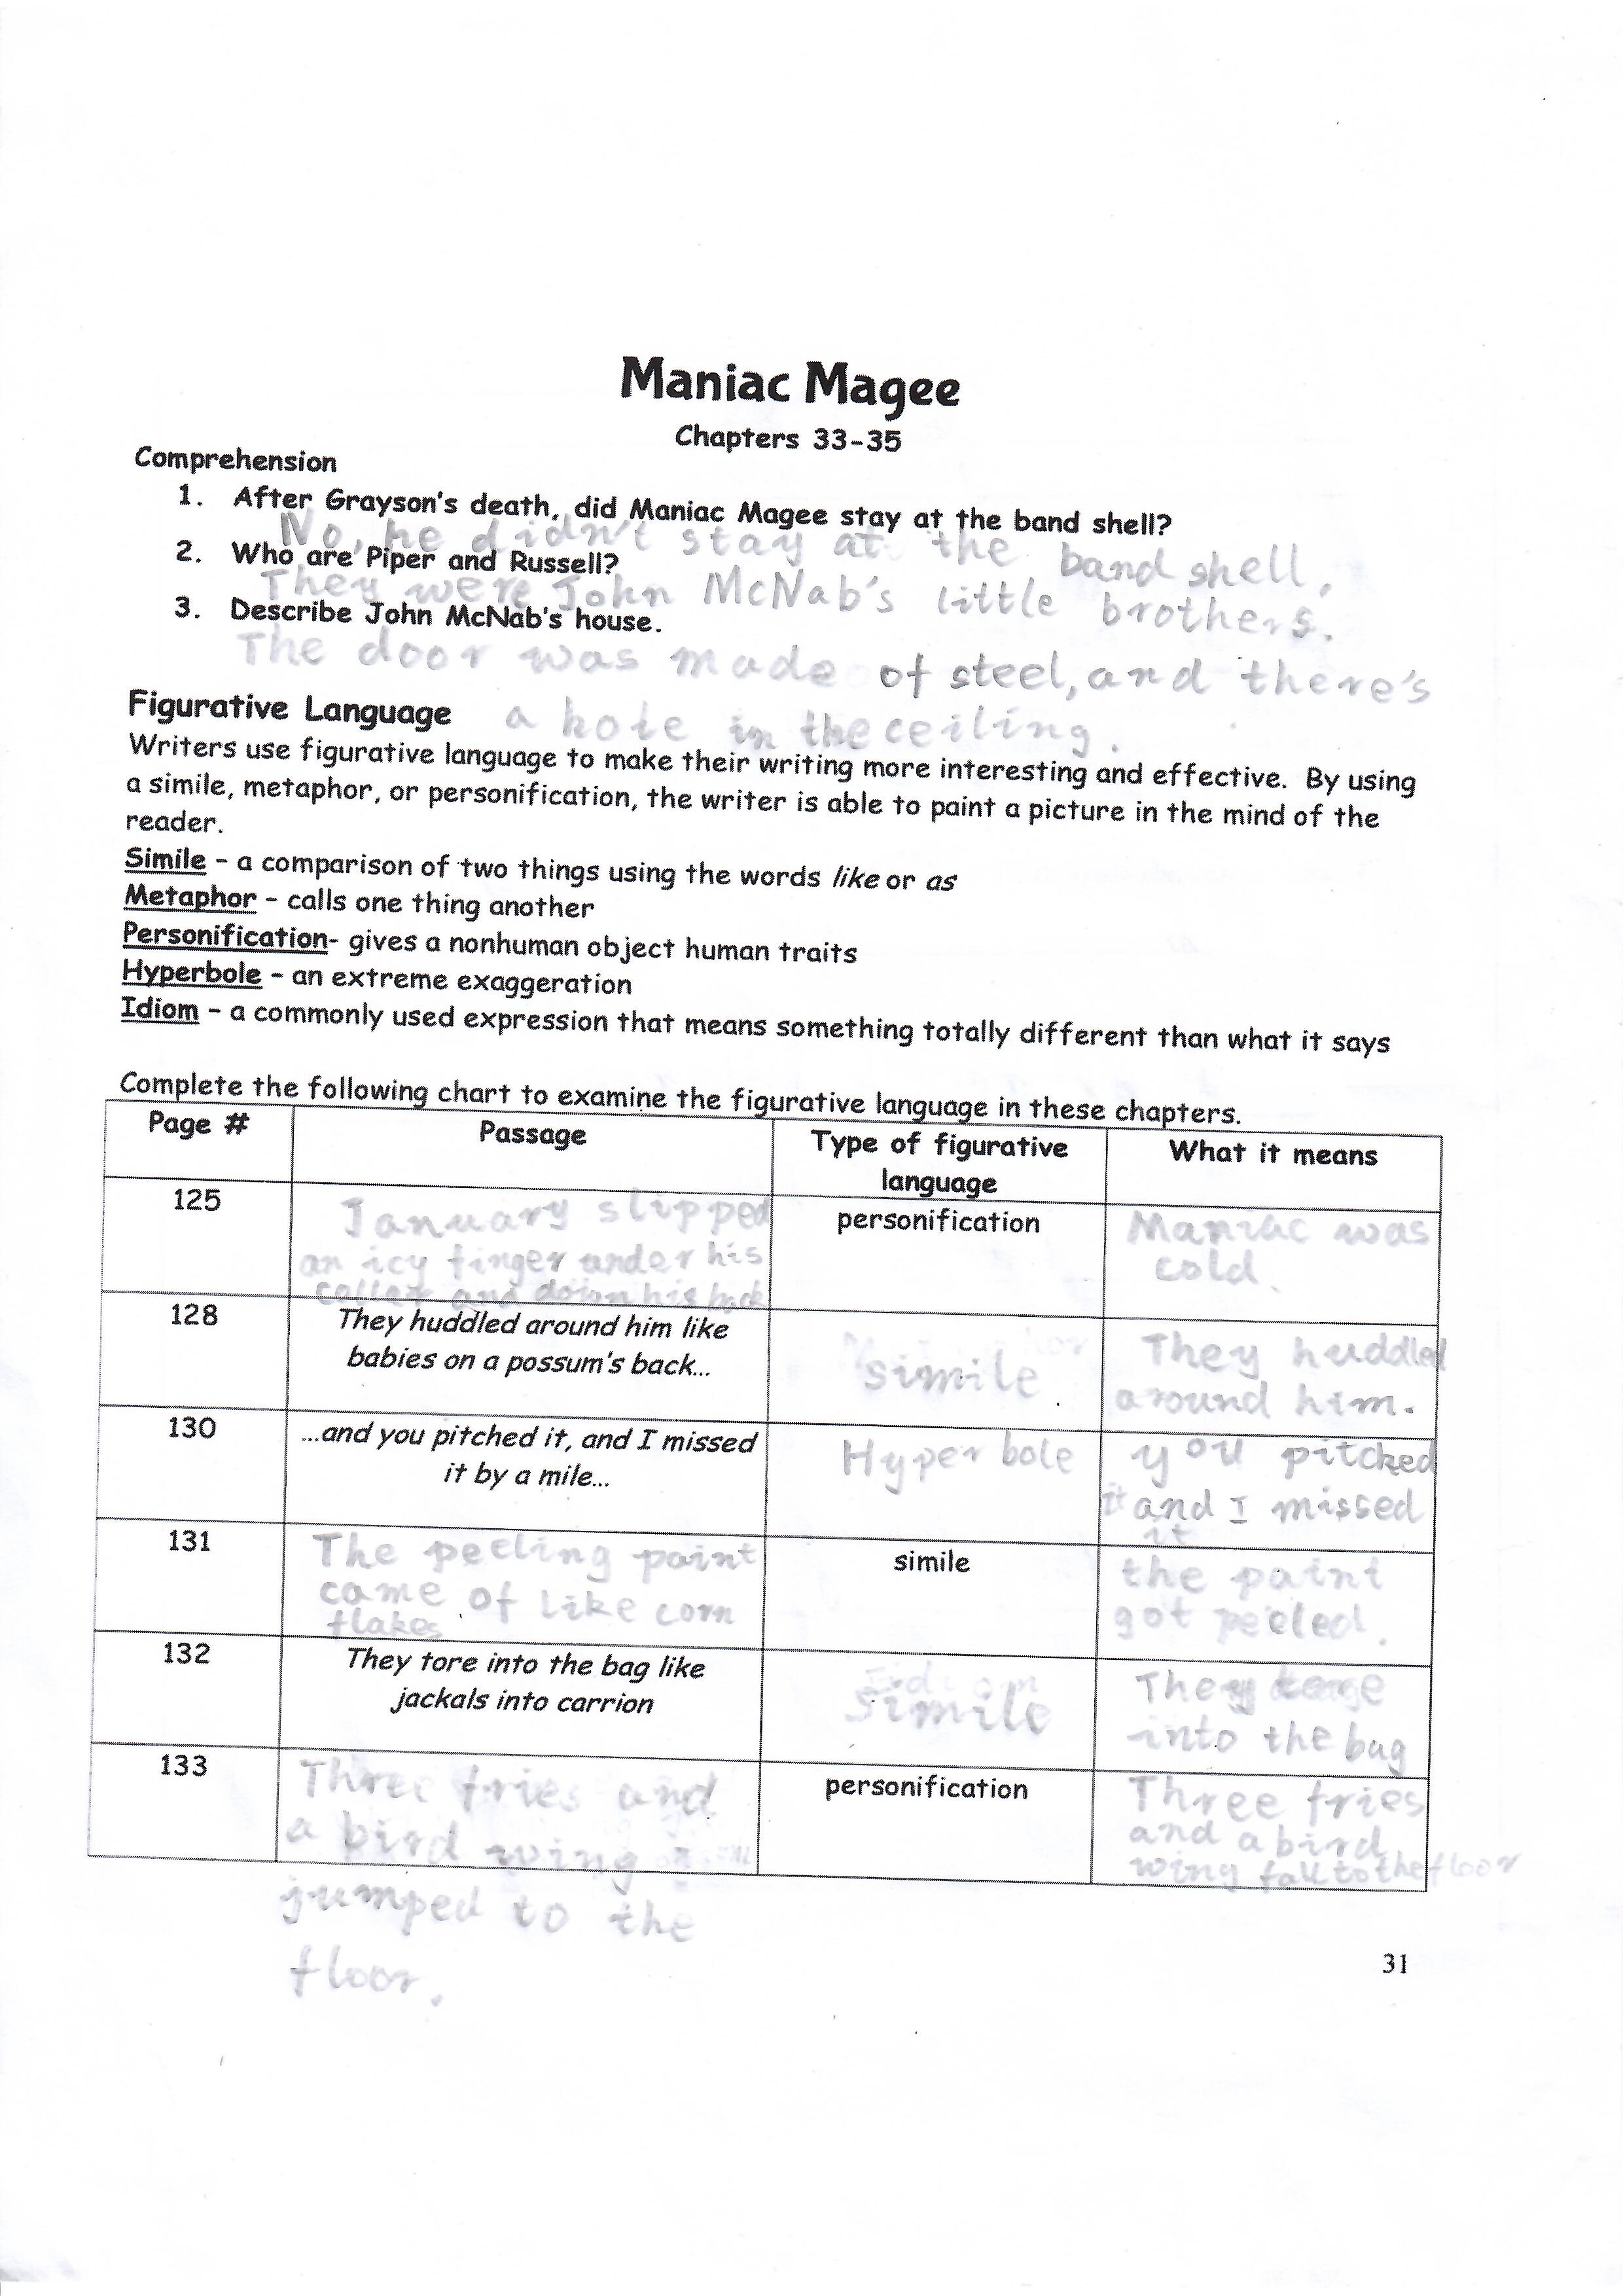 Maniac Magee
Chapters 33-35
Comprehension
1. After Grayson's death, did Maniac Magee stay at the band shell?
No, he didn't stay at the band shell.
2. Who are Piper and Russell?
They were John McNab's little brothers.
3. Describe John McNab's house.
The door was made of steel, and there's
a hole in the ceiling.
Figurative Language
Writers use figurative language to make their writing more interesting and effective. By using
a simile, metaphor, or personification, the writer is able to paint a picture in the mind of the
reader.
Simile - a comparison of two things using the words like or as
Metaphor - calls one thing another
Personification- gives a nonhuman object human traits
Hyperbole - an extreme exaggeration
Idiom - a commonly used expression that means something totally different than what it says
Complete the following chart to examine the figurative language in these chapters.
Page # Passage Type of figurative What it means
language
125 January slipped personification Maniac was
an icy finger under his cold.
collar and down his back
128 They huddled around him like simile They huddled
babies on a possum's back... around him.
130 ...and you pitched it, and I missed Hyperbole you pitched
it by a mile... it and I missed
it
131 The peeling paint simile the paint
came of like corn got peeled.
flakes
132 They tore into the bag like simile They
jackals into carrion into the bag
133 Three fries and personification Three fries
a bird wing and a bird
jumped to the wing fall to the floor
floor.
31